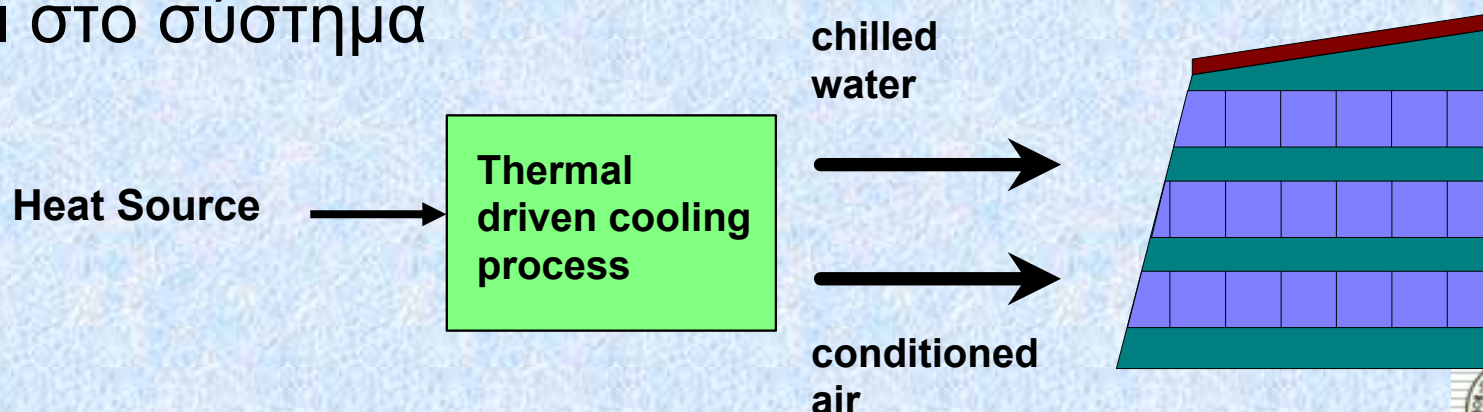 στο σύστημα
chilled
water
Heat Source
Thermal
driven cooling
process
conditioned
air